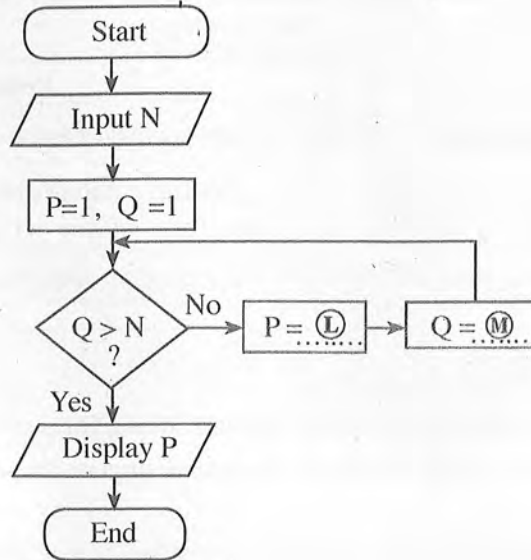 Start
Input N
P=1, Q =1
Q > N
?
No
P = Ⓛ
Q = Ⓜ
Yes
Display P
End